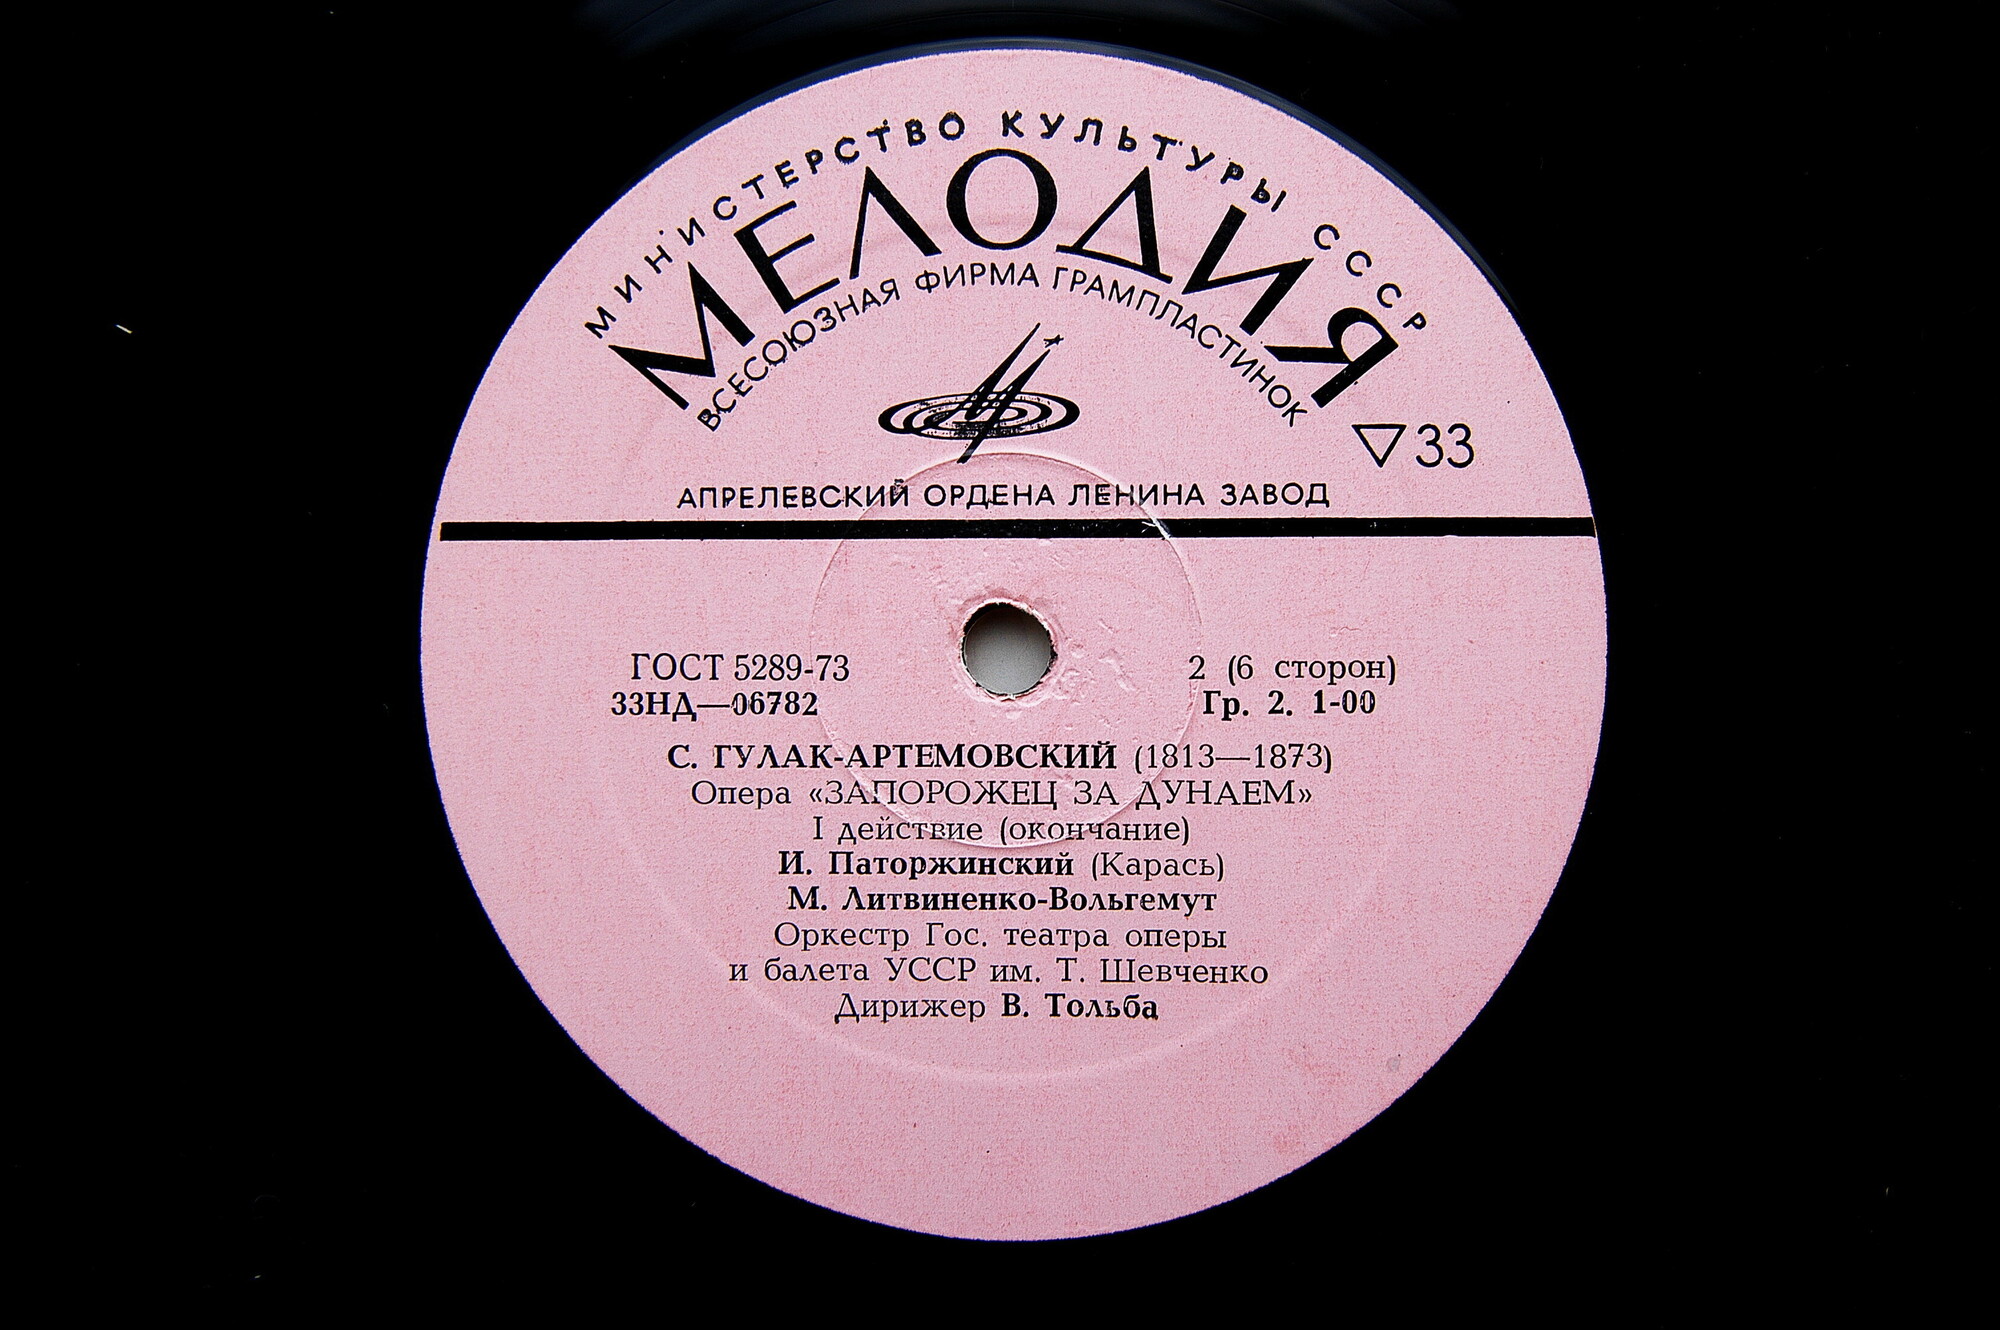 МИНИСТЕРСТВО КУЛЬТУРЫ СССР
МЕЛОДИЯ
ВСЕСОЮЗНАЯ ФИРМА ГРАМПЛАСТИНОК
33
АПРЕЛЕВСКИЙ ОРДЕНА ЛЕНИНА ЗАВОД
ГОСТ 5289-73
33НД—06782
2 (6 сторон)
Гр. 2. 1-00
С. ГУЛАК-АРТЕМОВСКИЙ (1813—1873)
Опера «ЗАПОРОЖЕЦ ЗА ДУНАЕМ»
I действие (окончание)
И. Паторжинский (Карась)
М. Литвиненко-Вольгемут
Оркестр Гос. театра оперы
и балета УССР им. Т. Шевченко
Дирижер В. Тольба